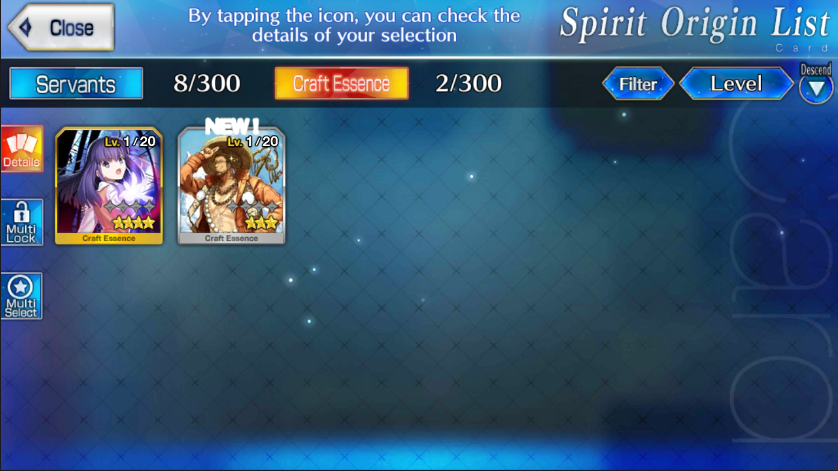 Close
By tapping the icon, you can check the
details of your selection
Spirit Origin List
Card
Servants 8/300 Craft Essence 2/300 Filter Level Descend
Details
Multi
Lock
Multi
Select
Lv. 1/20
Craft Essence
NEW!
Lv. 1/20
Craft Essence
Card